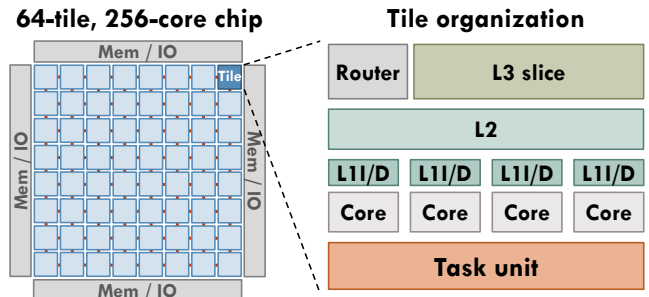 64-tile, 256-core chip
Mem / IO
Tile
Mem / IO
Mem / IO
Mem / IO
Tile organization
Router
L3 slice
L2
L1I/D L1I/D L1I/D L1I/D
Core Core Core Core
Task unit